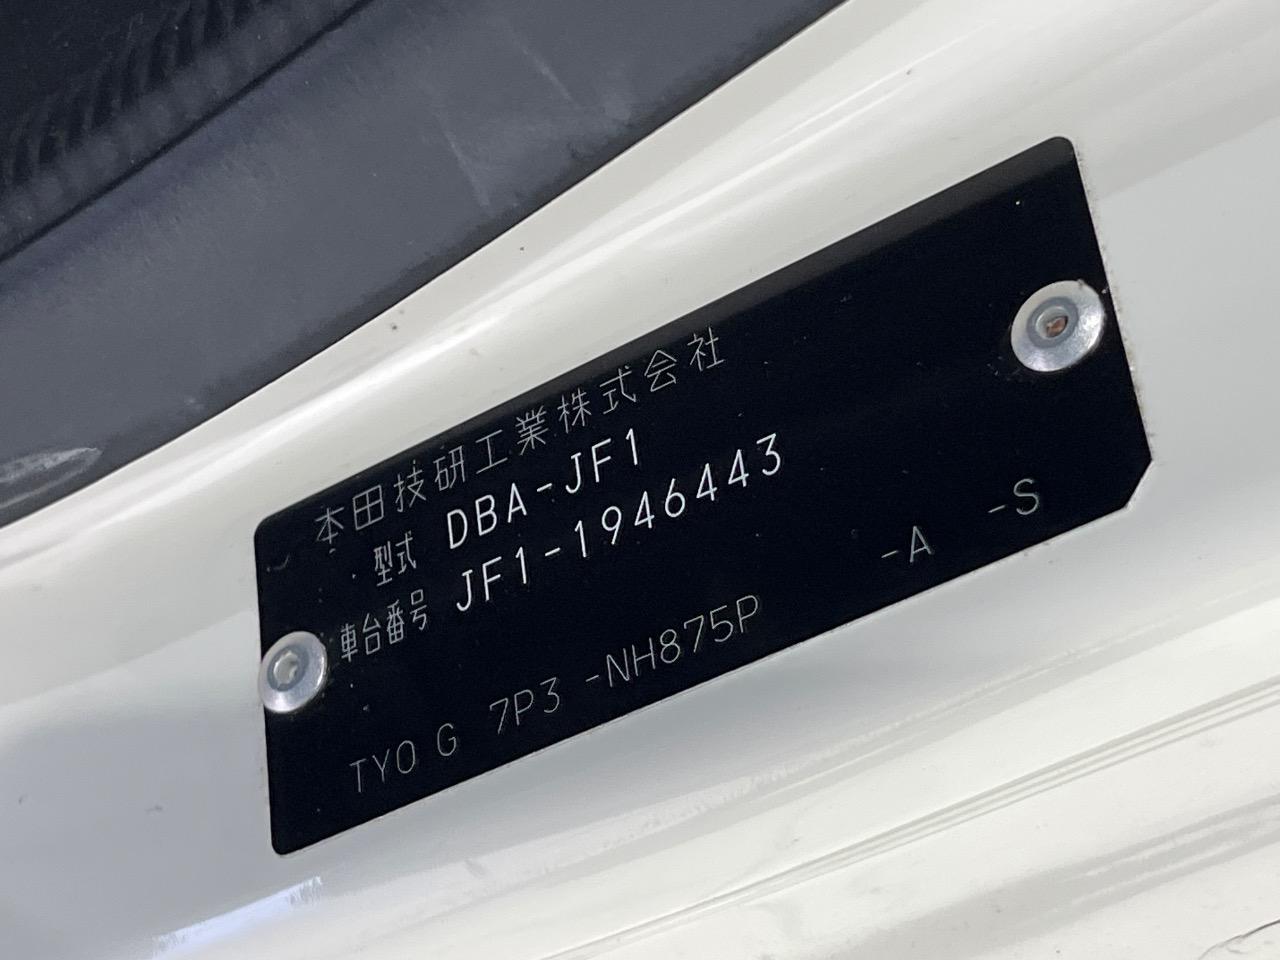 本田技研工業株式会社
型式 DBA-JF1
車台番号 JF1-1946443
TYO G 7P3 -NH875P -A -S